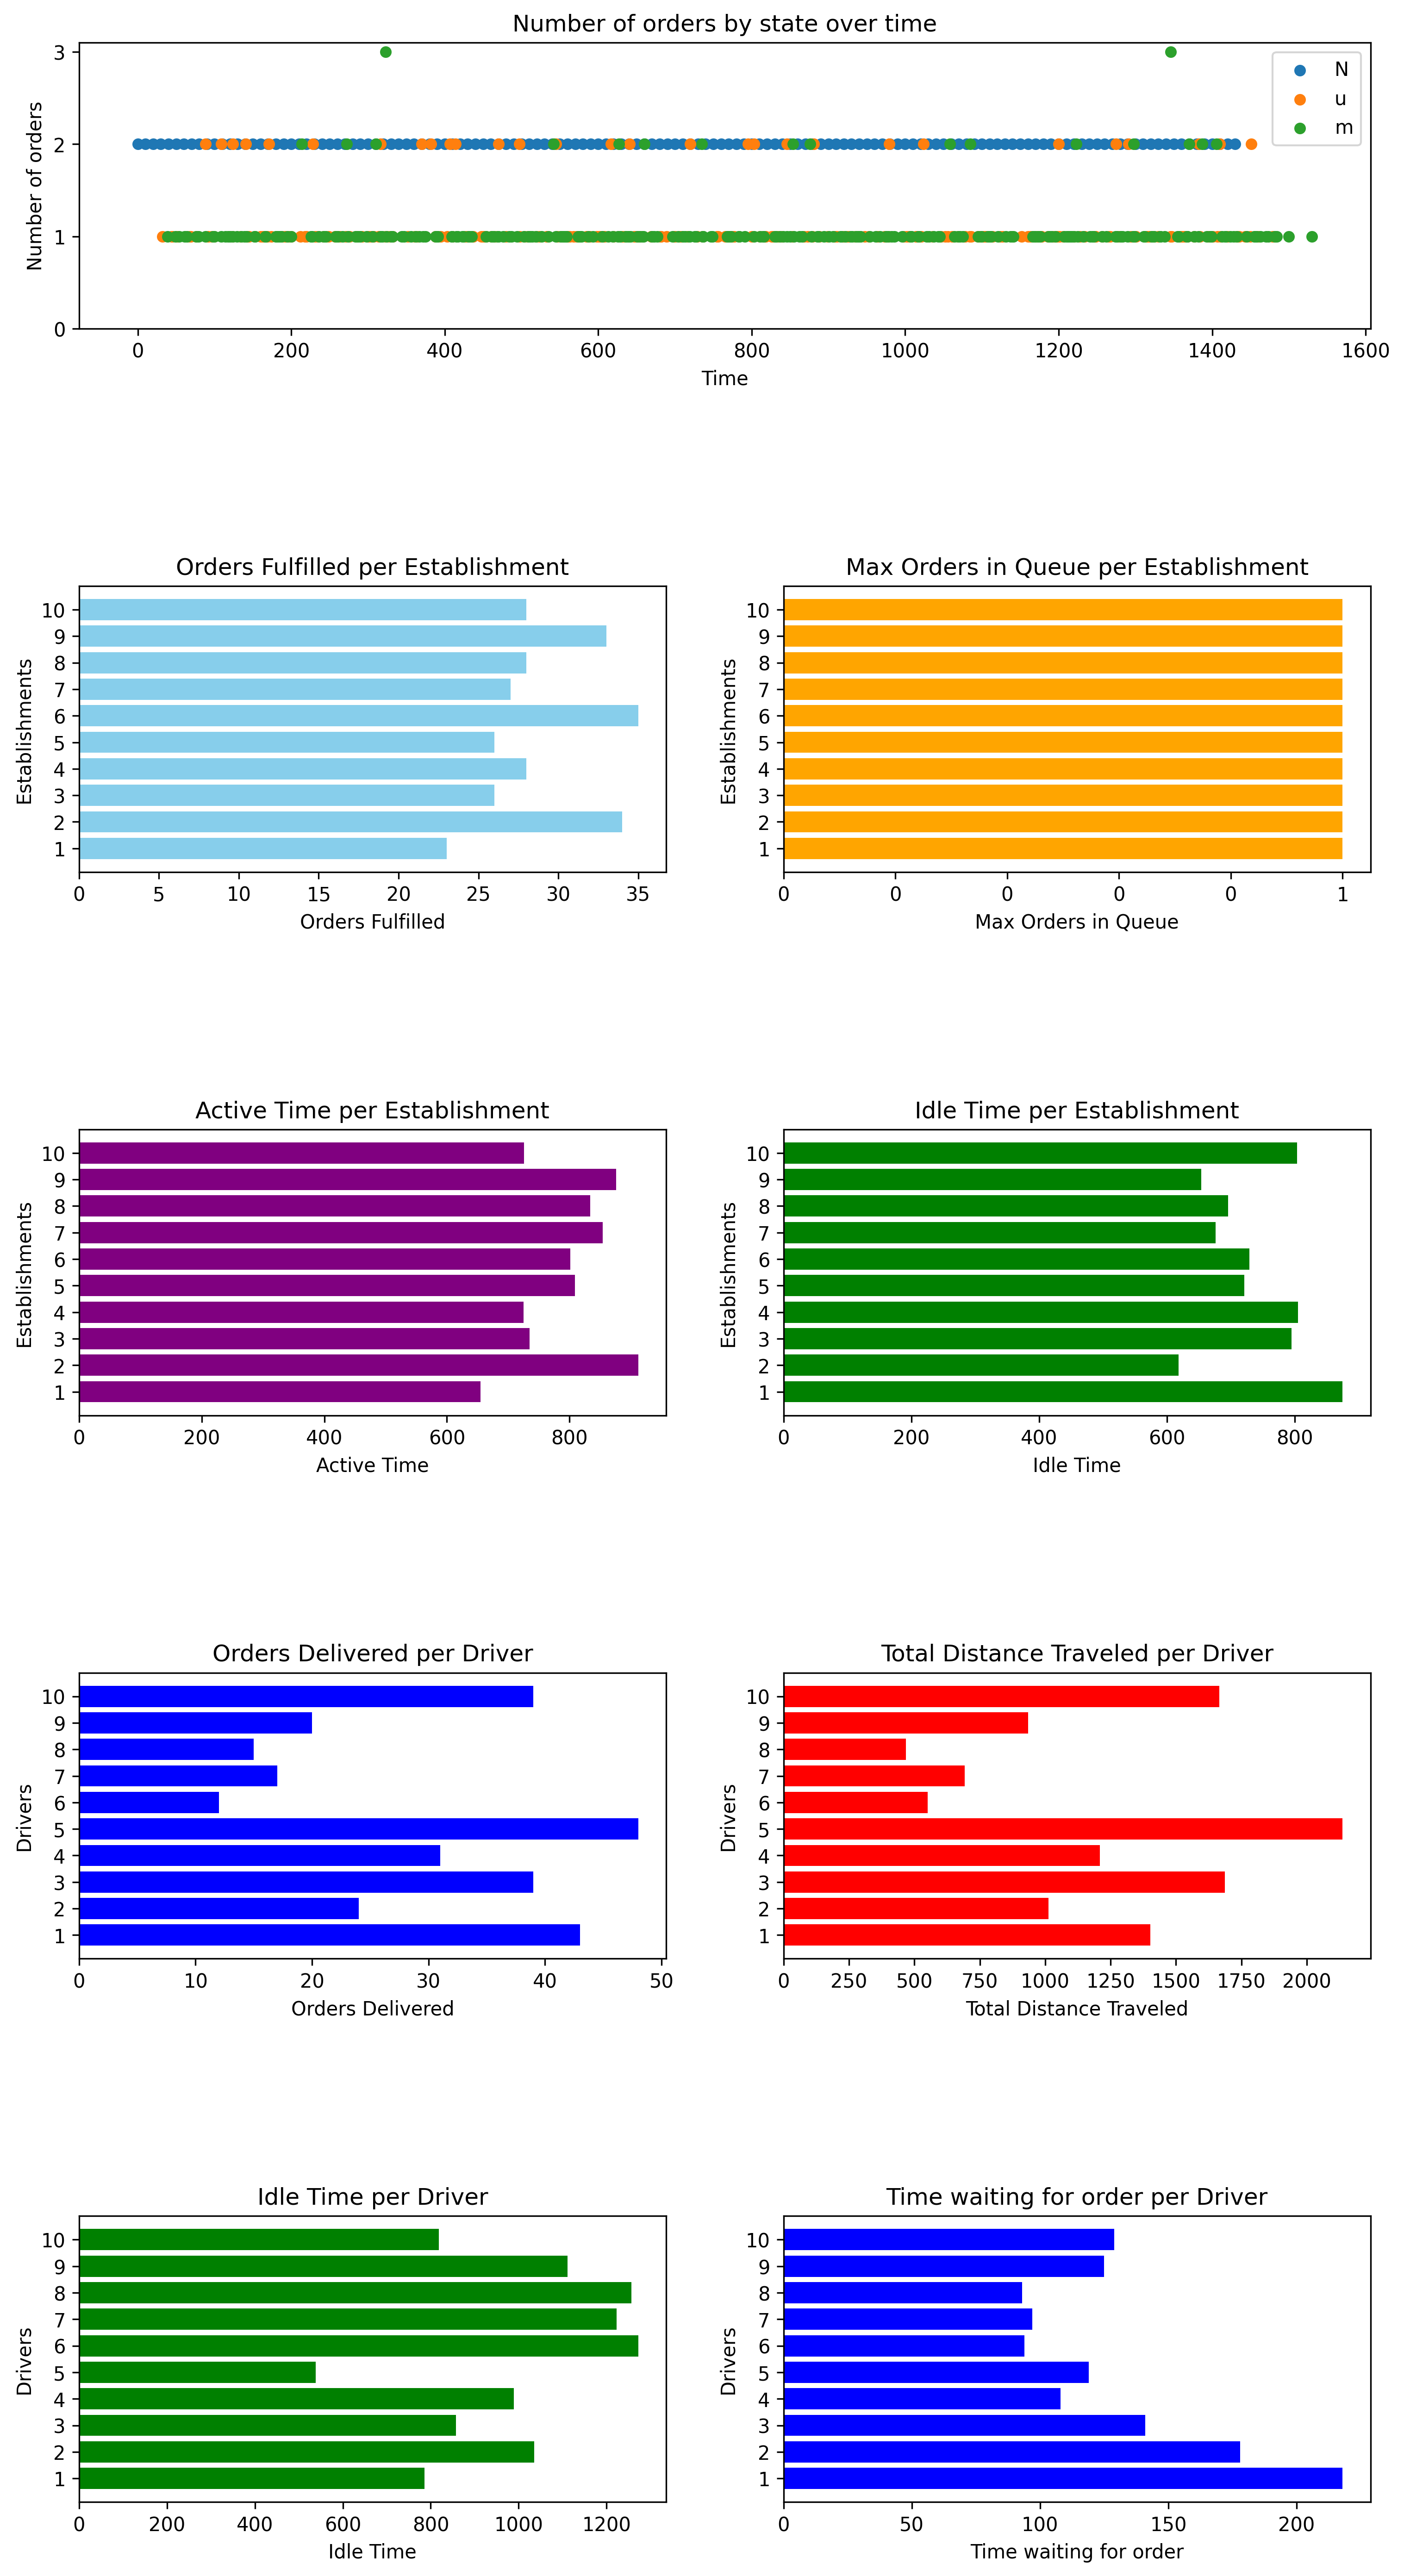 Number of orders by state over time
Number of orders
3
2
1
0
N
u
m
0 200 400 600 800 1000 1200 1400 1600
Time
Orders Fulfilled per Establishment
Establishments
10
9
8
7
6
5
4
3
2
1
0 5 10 15 20 25 30 35
Orders Fulfilled
Max Orders in Queue per Establishment
Establishments
10
9
8
7
6
5
4
3
2
1
0 0 0 0 0 1
Max Orders in Queue
Active Time per Establishment
Establishments
10
9
8
7
6
5
4
3
2
1
0 200 400 600 800
Active Time
Idle Time per Establishment
Establishments
10
9
8
7
6
5
4
3
2
1
0 200 400 600 800
Idle Time
Orders Delivered per Driver
Drivers
10
9
8
7
6
5
4
3
2
1
0 10 20 30 40 50
Orders Delivered
Total Distance Traveled per Driver
Drivers
10
9
8
7
6
5
4
3
2
1
0 250 500 750 1000 1250 1500 1750 2000
Total Distance Traveled
Idle Time per Driver
Drivers
10
9
8
7
6
5
4
3
2
1
0 200 400 600 800 1000 1200
Idle Time
Time waiting for order per Driver
Drivers
10
9
8
7
6
5
4
3
2
1
0 50 100 150 200
Time waiting for order